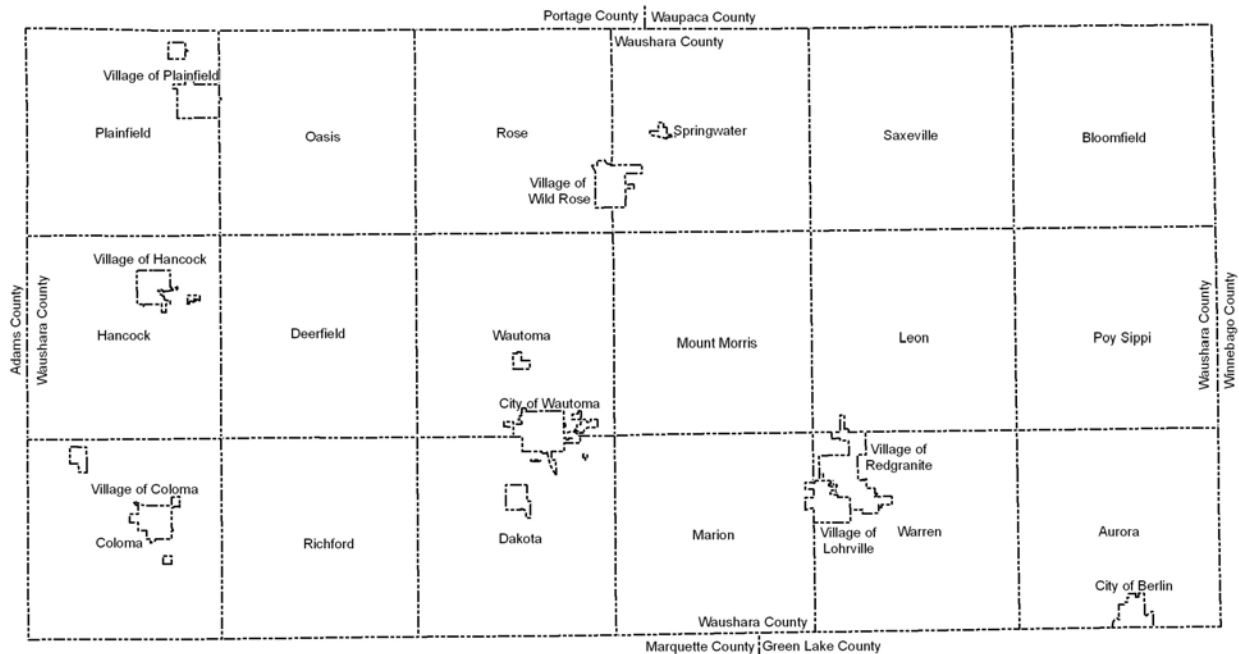 Portage County
Waupaca County
Waushara County
Village of Plainfield
Plainfield
Oasis
Rose
Springwater
Saxeville
Bloomfield
Village of
Wild Rose
Adams County
Waushara County
Village of Hancock
Hancock
Deerfield
Wautoma
Mount Morris
Leon
Poy Sippi
Waushara County
Winnebago County
City of Wautoma
Village of
Redgranite
Village of Coloma
Coloma
Richford
Dakota
Marion
Village of
Lohrville
Warren
Aurora
City of Berlin
Waushara County
Marquette County
Green Lake County